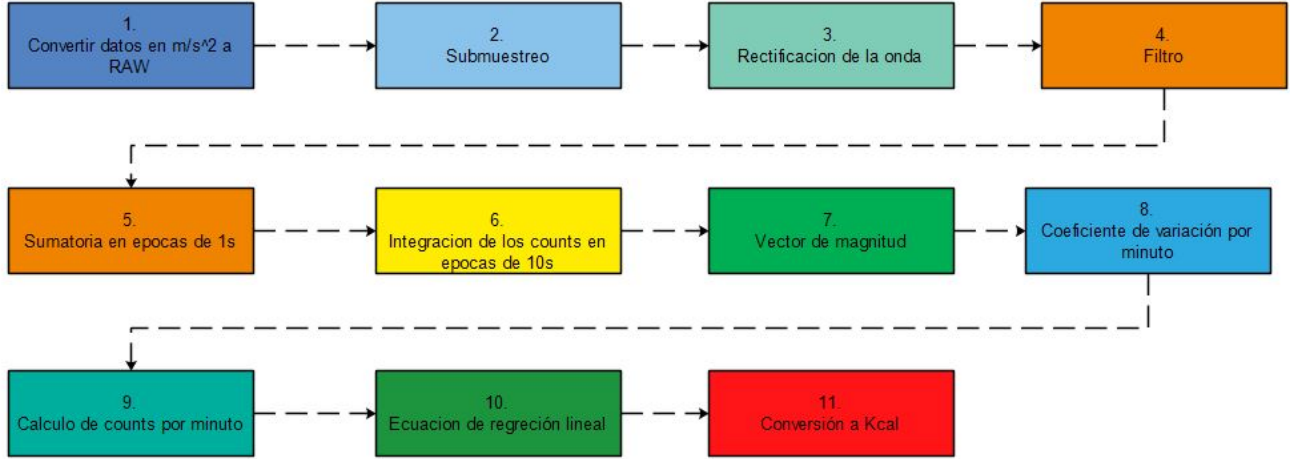 1.
Convertir datos en m/s^2 a
RAW
2.
Submuestreo
3.
Rectificacion de la onda
4.
Filtro
5.
Sumatoria en epocas de 1s
6.
Integracion de los counts en
epocas de 10s
7.
Vector de magnitud
8.
Coeficiente de variación por
minuto
9.
Calculo de counts por minuto
10.
Ecuacion de regreción lineal
11.
Conversión a Kcal